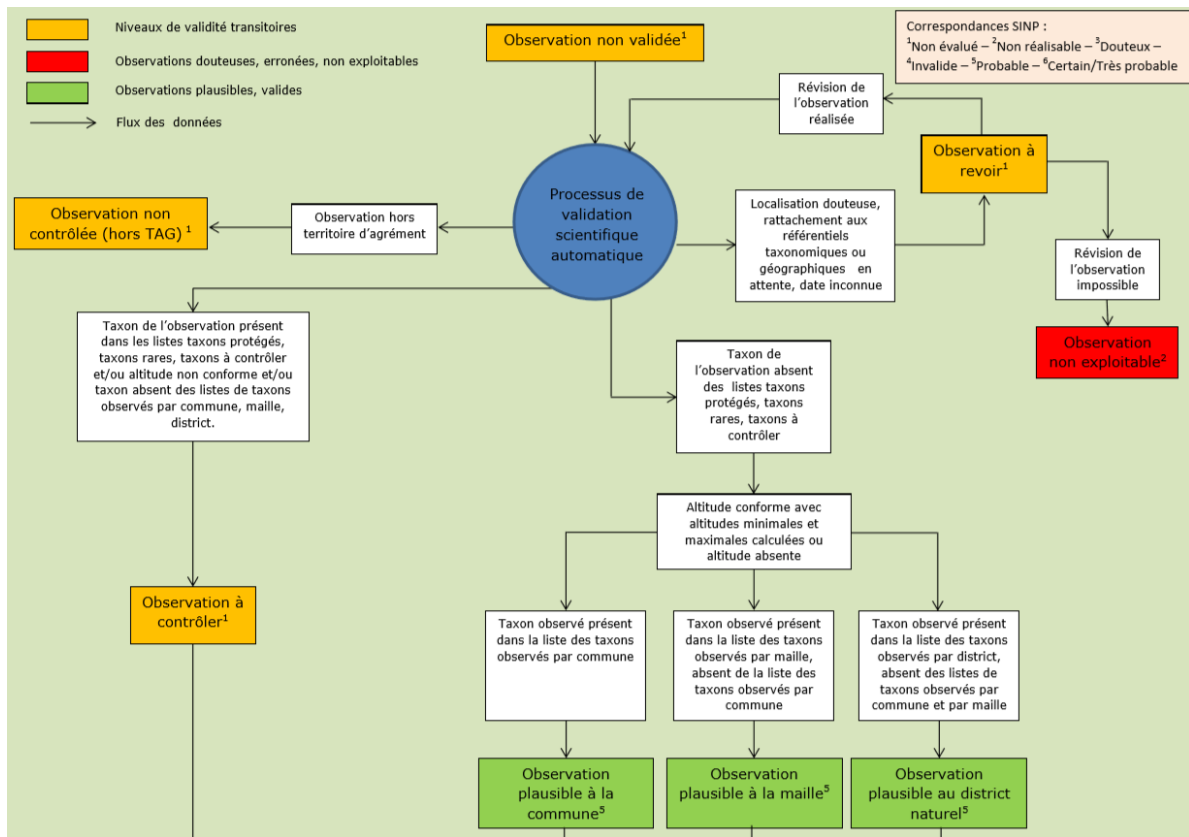 Niveaux de validité transitoires
Observations douteuses, erronées, non exploitables
Observations plausibles, valides
Flux des données
Observation non validée¹
Correspondances SINP :
¹Non évalué – ²Non réalisable – ³Douteux –
⁴Invalide – ⁵Probable – ⁶Certain/Très probable
Révision de
l’observation
réalisée
Observation à
revoir¹
Processus de
validation
scientifique
automatique
Observation non
contrôlée (hors TAG) ¹
Observation hors
territoire d’agrément
Localisation douteuse,
rattachement aux
référentiels
taxonomiques ou
géographiques en
attente, date inconnue
Révision de
l’observation
impossible
Observation
non exploitable²
Taxon de l’observation présent
dans les listes taxons protégés,
taxons rares, taxons à contrôler
et/ou altitude non conforme et/ou
taxon absent des listes de taxons
observés par commune, maille,
district.
Taxon de
l’observation absent
des listes taxons
protégés, taxons
rares, taxons à
contrôler
Altitude conforme avec
altitudes minimales et
maximales calculées ou
altitude absente
Observation à
contrôler¹
Taxon observé présent
dans la liste des taxons
observés par commune
Taxon observé présent
dans la liste des taxons
observés par maille,
absent de la liste des
taxons observés par
commune
Taxon observé présent
dans la liste des taxons
observés par district,
absent des listes de
taxons observés par
commune et par maille
Observation
plausible à la
commune⁵
Observation
plausible à la maille⁵
Observation
plausible au district
naturel⁵